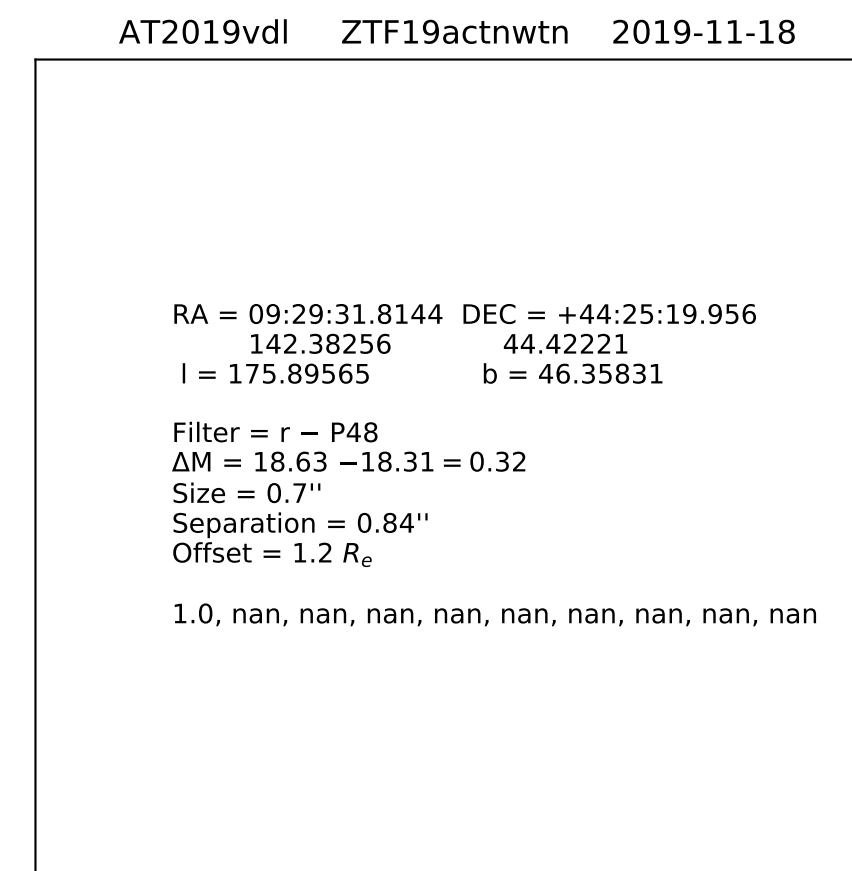 AT2019vdl ZTF19actnwtn 2019-11-18
RA = 09:29:31.8144 DEC = +44:25:19.956
142.38256 44.42221
l = 175.89565 b = 46.35831
Filter = r − P48
ΔM = 18.63 −18.31 = 0.32
Size = 0.7''
Separation = 0.84''
Offset = 1.2 Re
1.0, nan, nan, nan, nan, nan, nan, nan, nan, nan